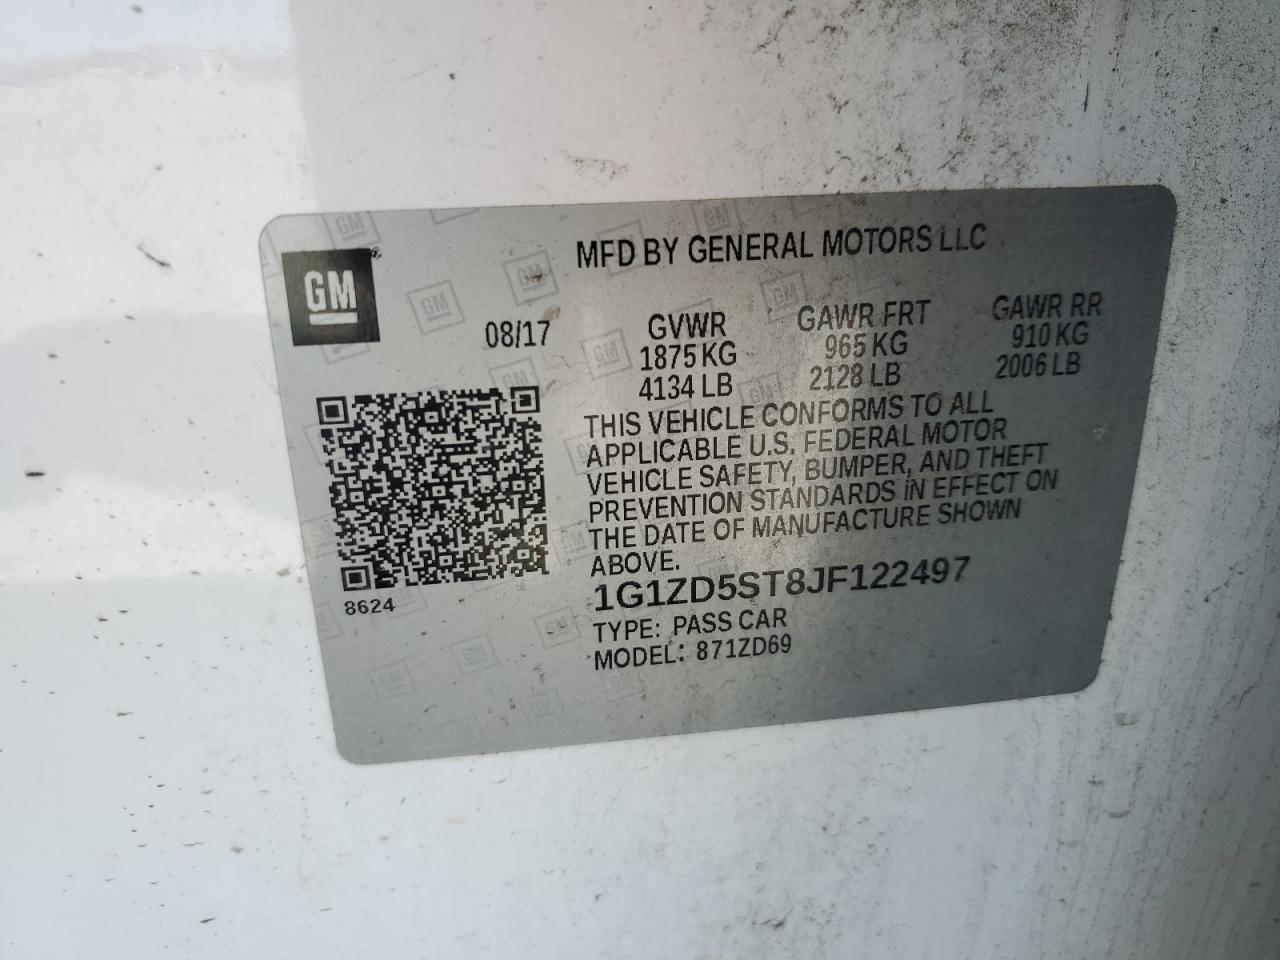 GM
MFD BY GENERAL MOTORS LLC
08/17
GVWR GAWR FRT GAWR RR
1875 KG 965 KG 910 KG
4134 LB 2128 LB 2006 LB
THIS VEHICLE CONFORMS TO ALL
APPLICABLE U.S. FEDERAL MOTOR
VEHICLE SAFETY, BUMPER, AND THEFT
PREVENTION STANDARDS IN EFFECT ON
THE DATE OF MANUFACTURE SHOWN
ABOVE.
1G1ZD5ST8JF122497
TYPE: PASS CAR
MODEL: 871ZD69
8624